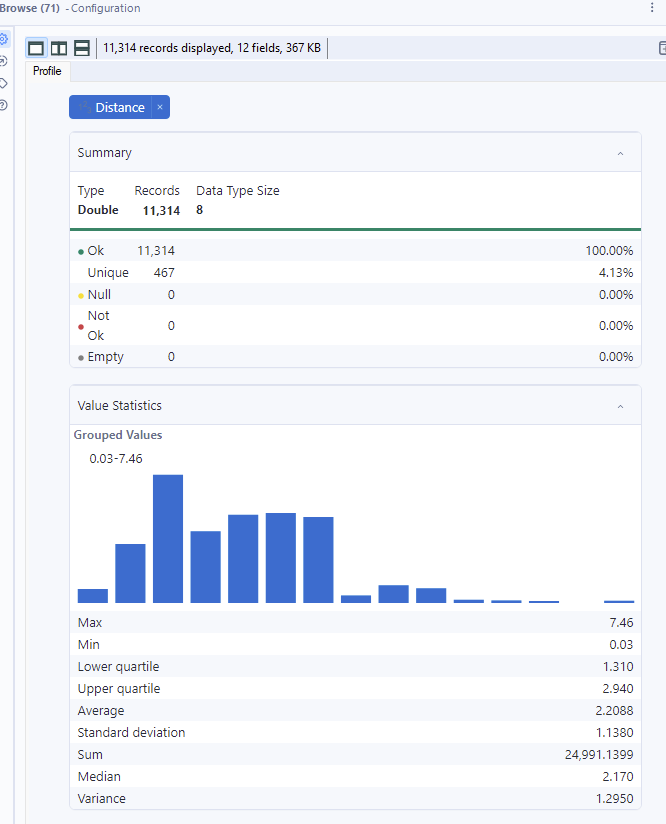 Browse (71) - Configuration
11,314 records displayed, 12 fields, 367 KB
Profile
Distance ×
Summary
Type Records Data Type Size
Double 11,314 8
Ok 11,314 100.00%
Unique 467 4.13%
Null 0 0.00%
Not
Ok 0 0.00%
Empty 0 0.00%
Value Statistics
Grouped Values
0.03-7.46
Max 7.46
Min 0.03
Lower quartile 1.310
Upper quartile 2.940
Average 2.2088
Standard deviation 1.1380
Sum 24,991.1399
Median 2.170
Variance 1.2950